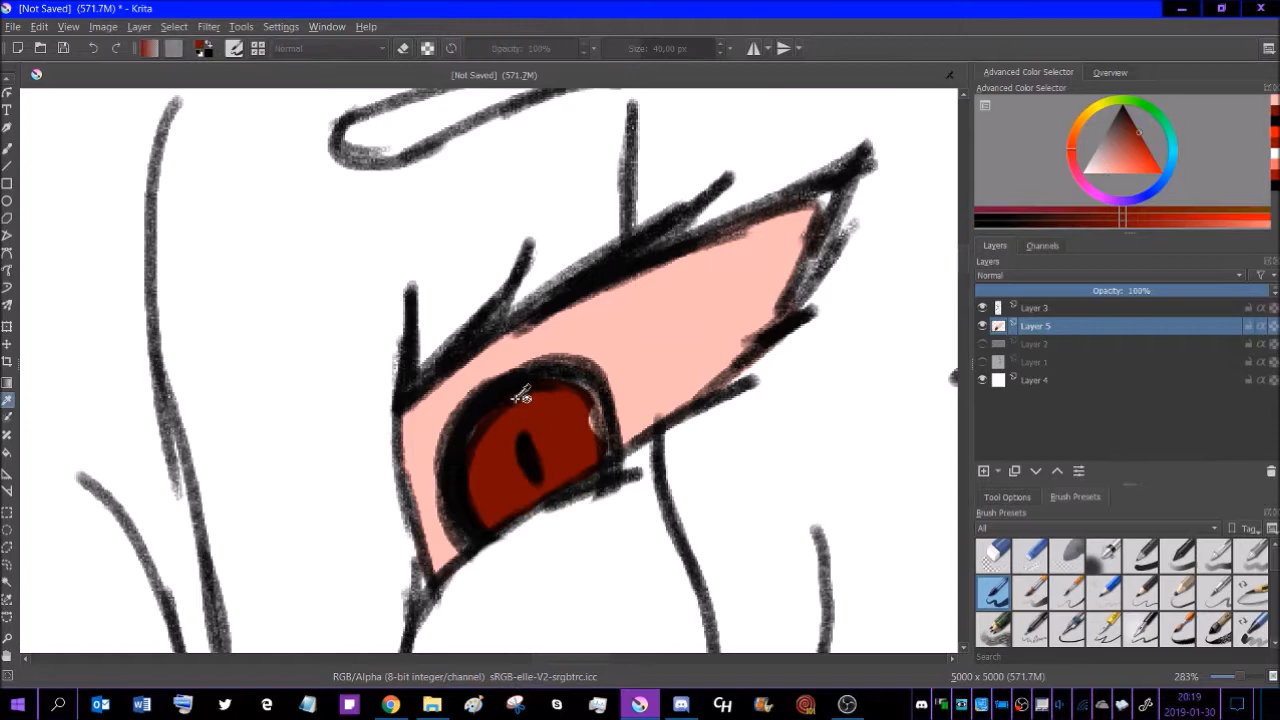 [Not Saved] (571.7M) * - Krita
File Edit View Image Layer Select Filter Tools Settings Window Help
Normal Opacity: 100% Size: 40,00 px
[Not Saved] (571.7M)
Advanced Color Selector Overview
Advanced Color Selector
Layers Channels
Layers
Normal
Opacity: 100%
Layer 3
Layer 5
Layer 2
Layer 1
Layer 4
Tool Options Brush Presets
Brush Presets
All Tag
Search
RGB/Alpha (8-bit integer/channel) sRGB-elle-V2-srgbtrc.icc 5000 x 5000 (571.7M) 283%
20:19
2019-01-30